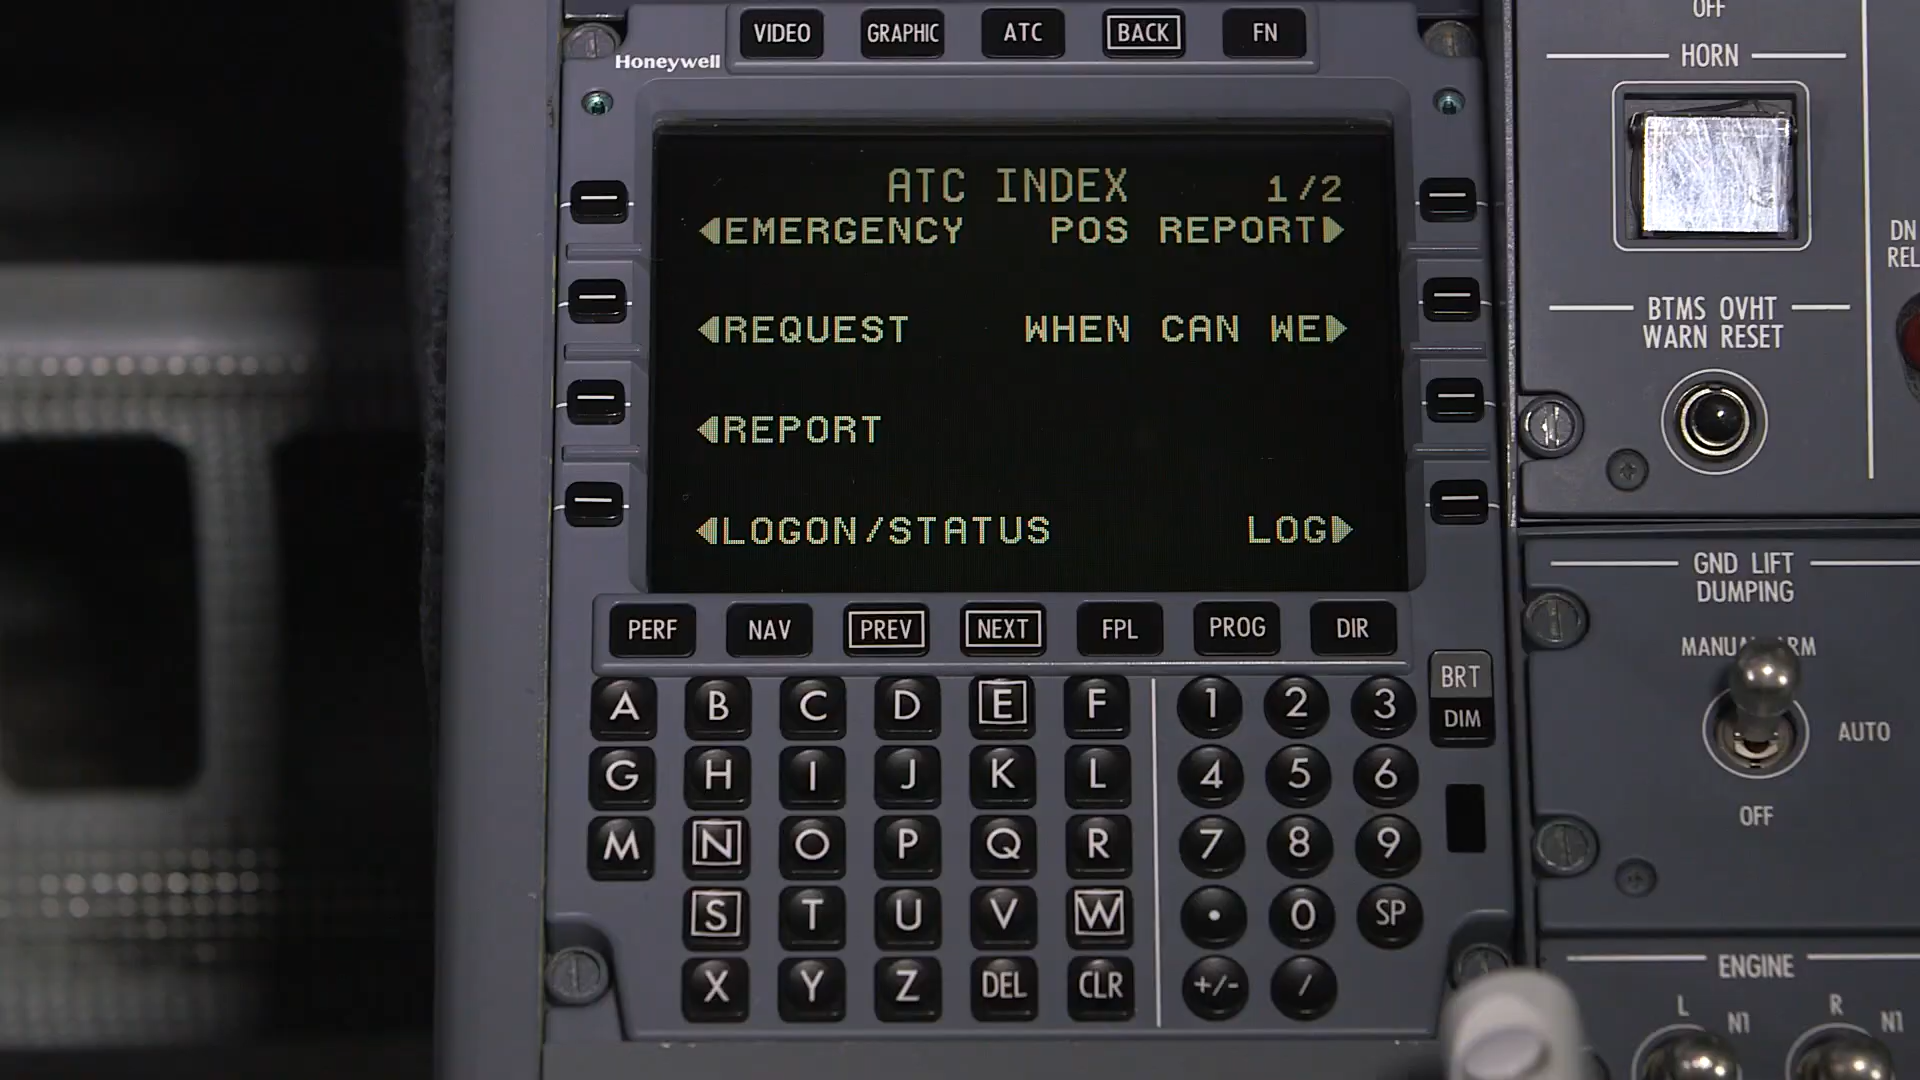 VIDEO GRAPHIC ATC BACK FN
Honeywell
ATC INDEX 1/2
EMERGENCY POS REPORT
REQUEST WHEN CAN WE
REPORT
LOGON/STATUS LOG
PERF NAV PREV NEXT FPL PROG DIR
BRT
DIM
A B C D E F 1 2 3
G H I J K L 4 5 6
M N O P Q R 7 8 9
S T U V W . 0 SP
X Y Z DEL CLR +/- /
OFF
HORN
DN
REL
BTMS OVHT
WARN RESET
GND LIFT
DUMPING
AUTO
OFF
ENGINE
L N1 R N1